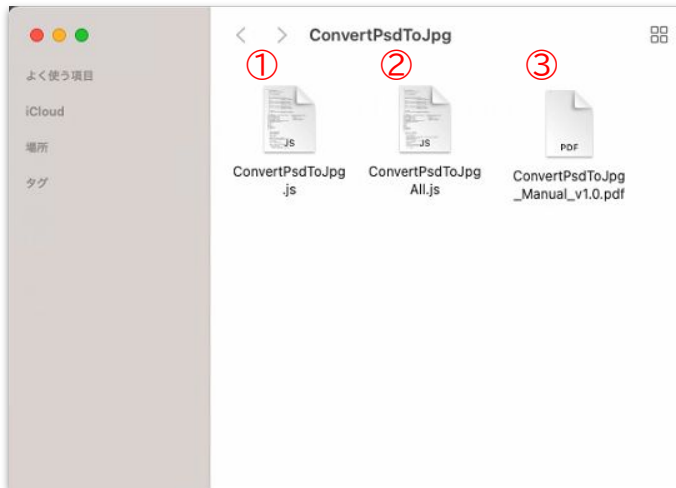 ConvertPsdToJpg
よく使う項目
iCloud
場所
タグ
① ② ③
JS
JS
PDF
ConvertPsdToJpg
.js
ConvertPsdToJpg
All.js
ConvertPsdToJpg
_Manual_v1.0.pdf